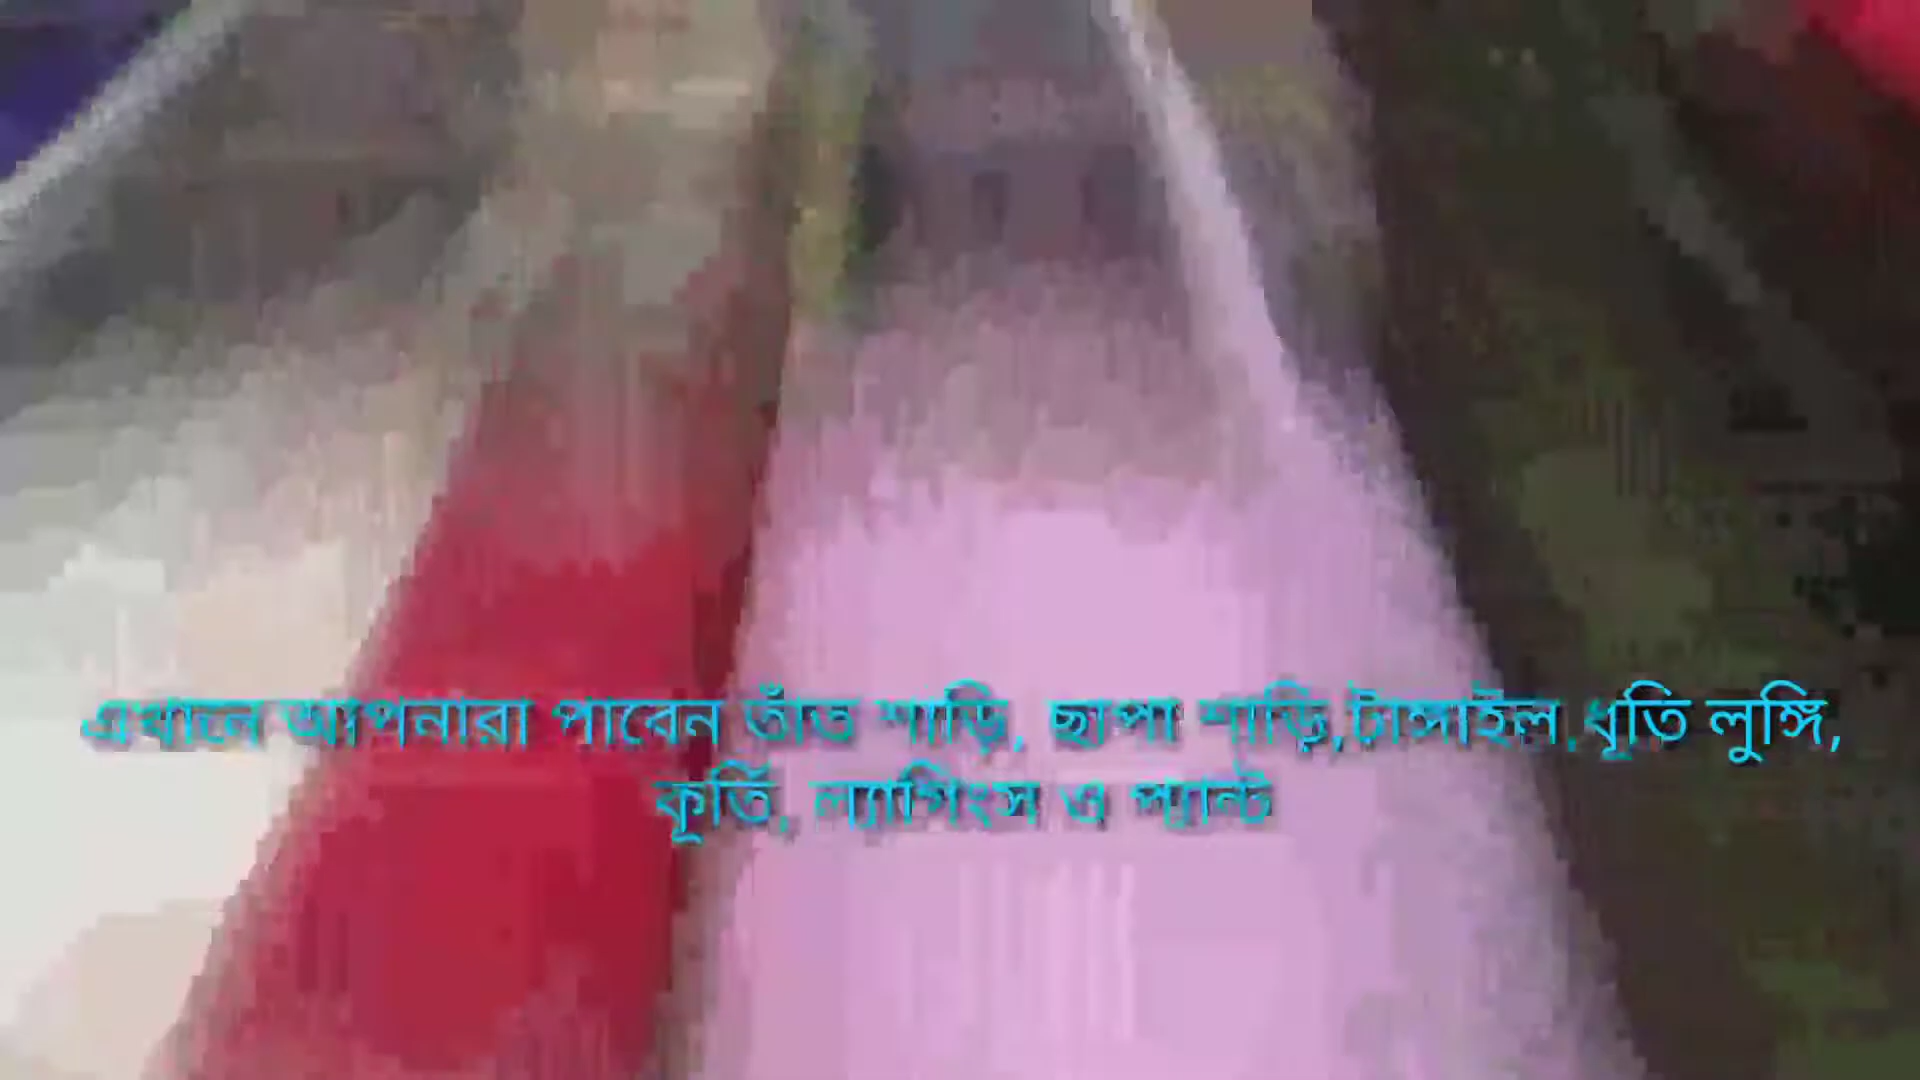 এখানে আপনারা পাবেন তাঁত শাড়ি, ছাপা শাড়ি,টাঙ্গাইল,ধূতি লুঙ্গি,
কূর্তি, ল্যাগিংস ও প্যান্ট